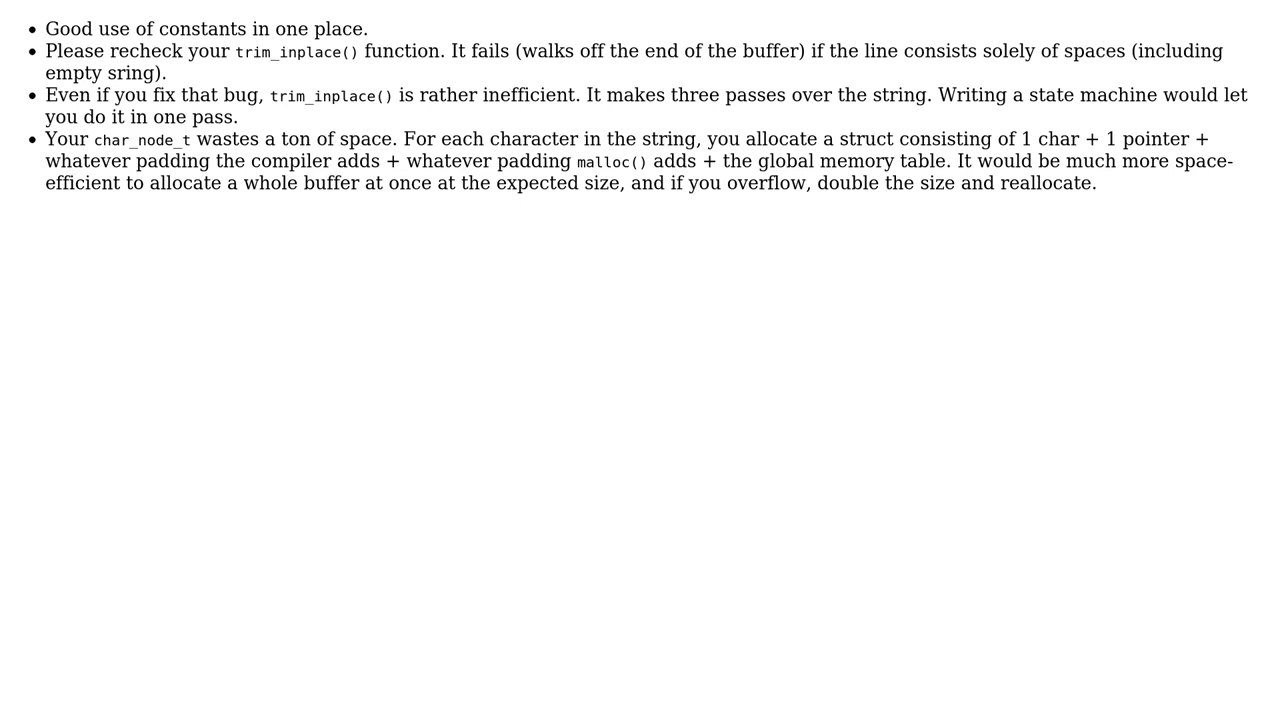 • Good use of constants in one place.
• Please recheck your trim_inplace() function. It fails (walks off the end of the buffer) if the line consists solely of spaces (including
empty sring).
• Even if you fix that bug, trim_inplace() is rather inefficient. It makes three passes over the string. Writing a state machine would let
you do it in one pass.
• Your char_node_t wastes a ton of space. For each character in the string, you allocate a struct consisting of 1 char + 1 pointer +
whatever padding the compiler adds + whatever padding malloc() adds + the global memory table. It would be much more space-
efficient to allocate a whole buffer at once at the expected size, and if you overflow, double the size and reallocate.